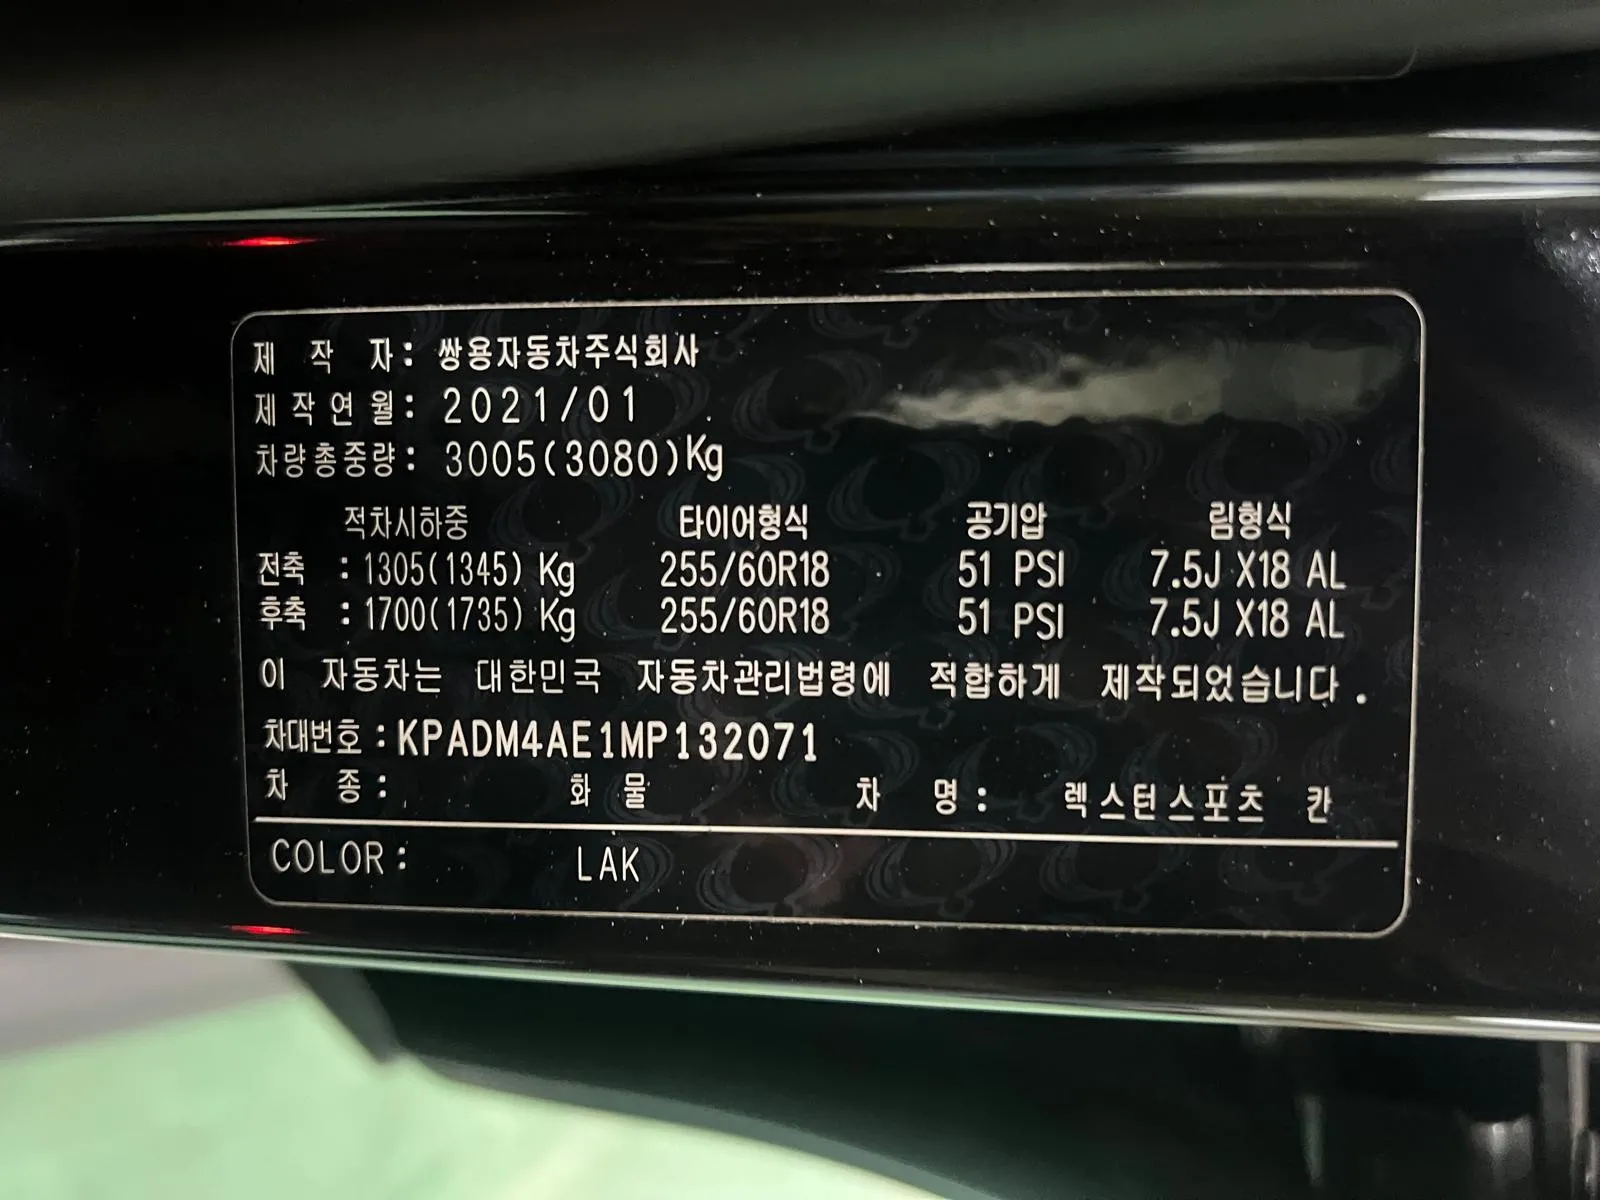 제 작 자: 쌍용자동차주식회사
제작연월: 2021/01
차량총중량: 3005(3080)Kg
적차시하중 타이어형식 공기압 림형식
전축 : 1305(1345) Kg 255/60R18 51 PSI 7.5J X18 AL
후축 : 1700(1735) Kg 255/60R18 51 PSI 7.5J X18 AL
이 자동차는 대한민국 자동차관리법령에 적합하게 제작되었습니다.
차대번호 : KPADM4AE1MP132071
차 종: 화물 차 명: 렉스턴스포츠 칸
COLOR: LAK